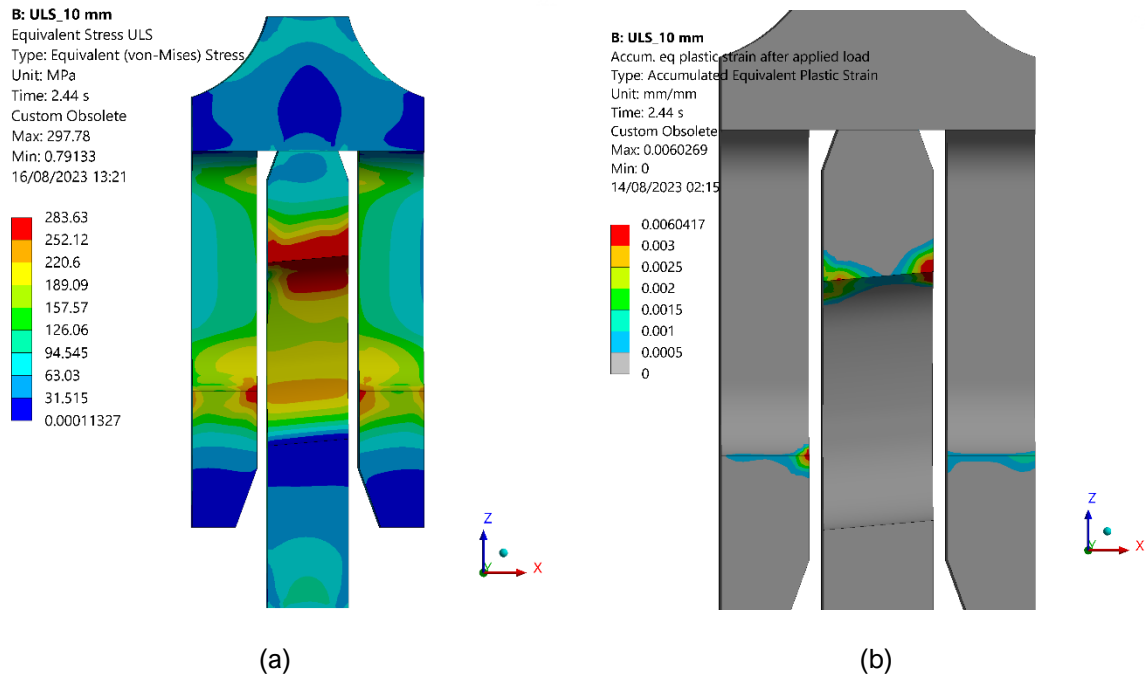 B: ULS_10 mm
Equivalent Stress ULS
Type: Equivalent (von-Mises) Stress
Unit: MPa
Time: 2.44 s
Custom Obsolete
Max: 297.78
Min: 0.79133
16/08/2023 13:21
283.63
252.12
220.6
189.09
157.57
126.06
94.545
63.03
31.515
0.00011327
Z
Y
X
(a)
B: ULS_10 mm
Accum. eq plastic strain after applied load
Type: Accumulated Equivalent Plastic Strain
Unit: mm/mm
Time: 2.44 s
Custom Obsolete
Max: 0.0060269
Min: 0
14/08/2023 02:15
0.0060417
0.003
0.0025
0.002
0.0015
0.001
0.0005
0
Z
Y
X
(b)